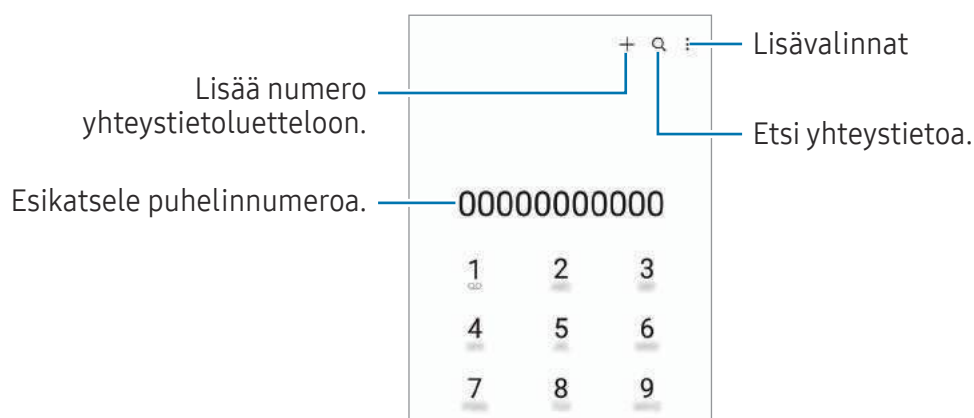 Lisävalinnat
Lisää numero
yhteystietoluetteloon.
Etsi yhteystietoa.
Esikatsele puhelinnumeroa.
00000000000
1 2 3
4 5 6
7 8 9